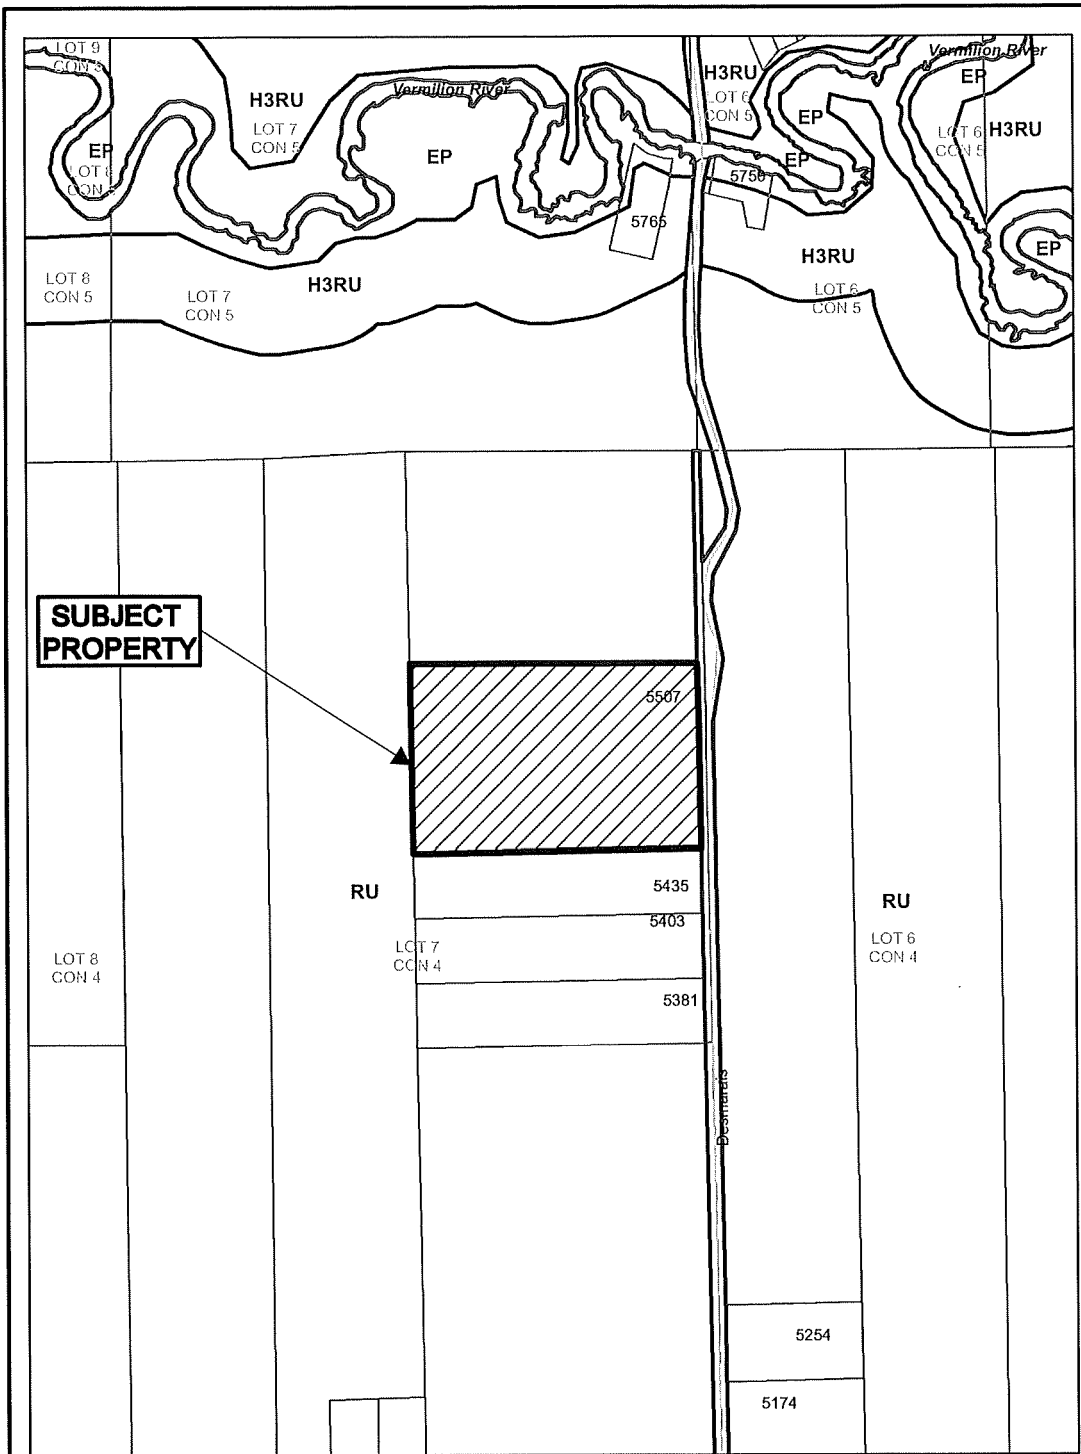 LOT 9
CON 5
Vermilion River
H3RU
LOT 7
CON 5
H3RU
LOT 6
CON 5
Vermilion River
EP
EP
LOT 6
CON 5
H3RU
EP
LOT 8
EP
EP
5750
5765
EP
LOT 8
CON 5
LOT 7
CON 5
H3RU
H3RU
LOT 6
CON 5
SUBJECT
PROPERTY
5507
5435
5403
5381
RU
RU
LOT 8
CON 4
LOT 7
CON 4
LOT 6
CON 4
Desmarais
5254
5174